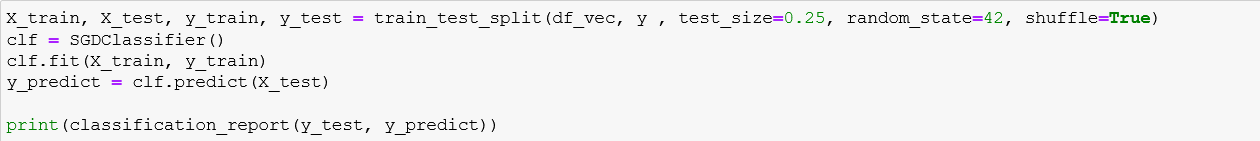 X_train, X_test, y_train, y_test = train_test_split(df_vec, y , test_size=0.25, random_state=42, shuffle=True)
clf = SGDClassifier()
clf.fit(X_train, y_train)
y_predict = clf.predict(X_test)
print(classification_report(y_test, y_predict))